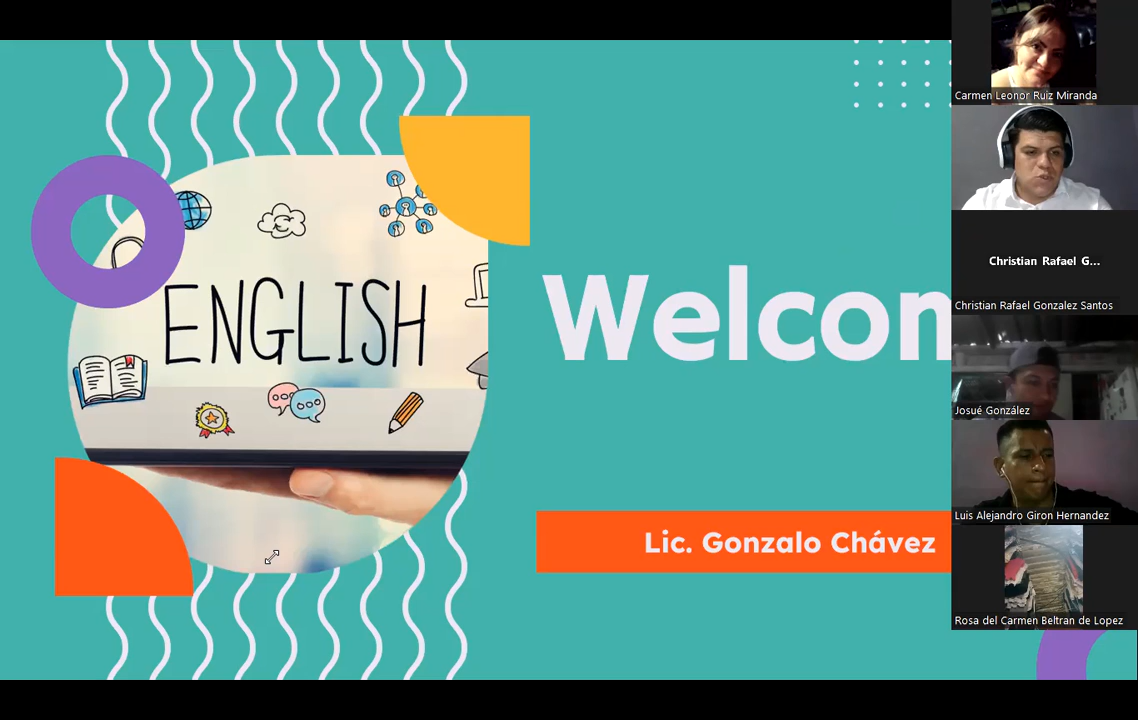 ENGLISH
Welcom
Lic. Gonzalo Chávez
Carmen Leonor Ruiz Miranda
Christian Rafael G...
Christian Rafael Gonzalez Santos
Josué González
Luis Alejandro Giron Hernandez
Rosa del Carmen Beltran de Lopez